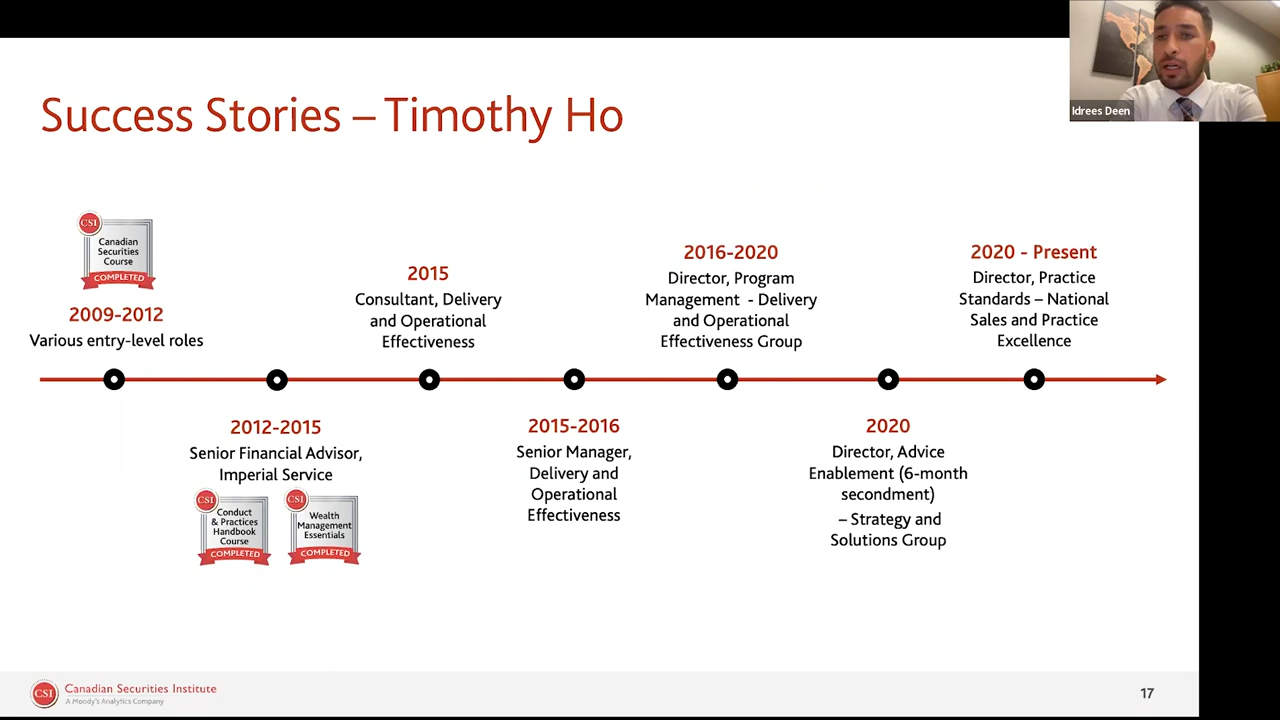 Idrees Deen
Success Stories – Timothy Ho
CSI
Canadian
Securities
Course
COMPLETED
2009-2012
Various entry-level roles
2012-2015
Senior Financial Advisor,
Imperial Service
CSI
Conduct
& Practices
Handbook
Course
COMPLETED
CSI
Wealth
Management
Essentials
COMPLETED
2015
Consultant, Delivery
and Operational
Effectiveness
2015-2016
Senior Manager,
Delivery and
Operational
Effectiveness
2016-2020
Director, Program
Management - Delivery
and Operational
Effectiveness Group
2020
Director, Advice
Enablement (6-month
secondment)
– Strategy and
Solutions Group
2020 - Present
Director, Practice
Standards – National
Sales and Practice
Excellence
CSI
Canadian Securities Institute
A Moody's Analytics Company
17